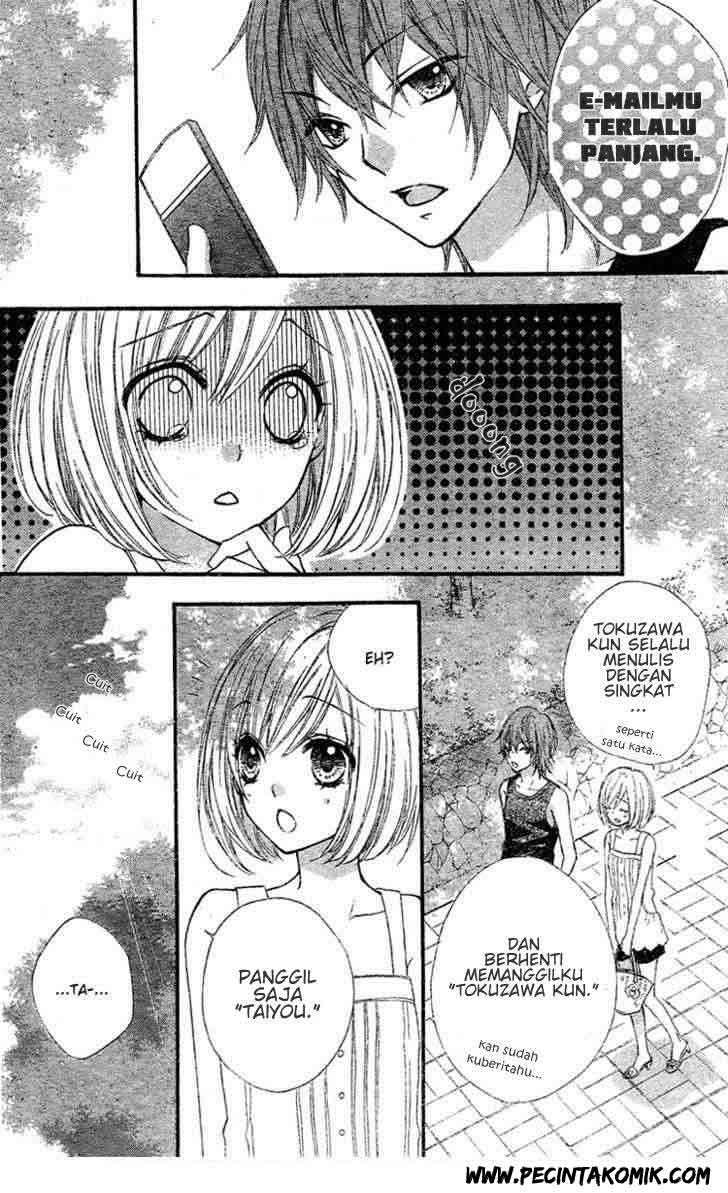 E-MAILMU
TERLALU
PANJANG.
dooong
TOKUZAWA
KUN SELALU
MENULIS
DENGAN
SINGKAT
...
seperti
satu kata...
DAN
BERHENTI
MEMANGGILKU
"TOKUZAWA KUN."
kan sudah
kuberitahu...
EH?
PANGGIL
SAJA
"TAIYOU."
Cuit
Cuit
Cuit
Cuit
...TA-...
WWW.PECINTAKOMIK.COM